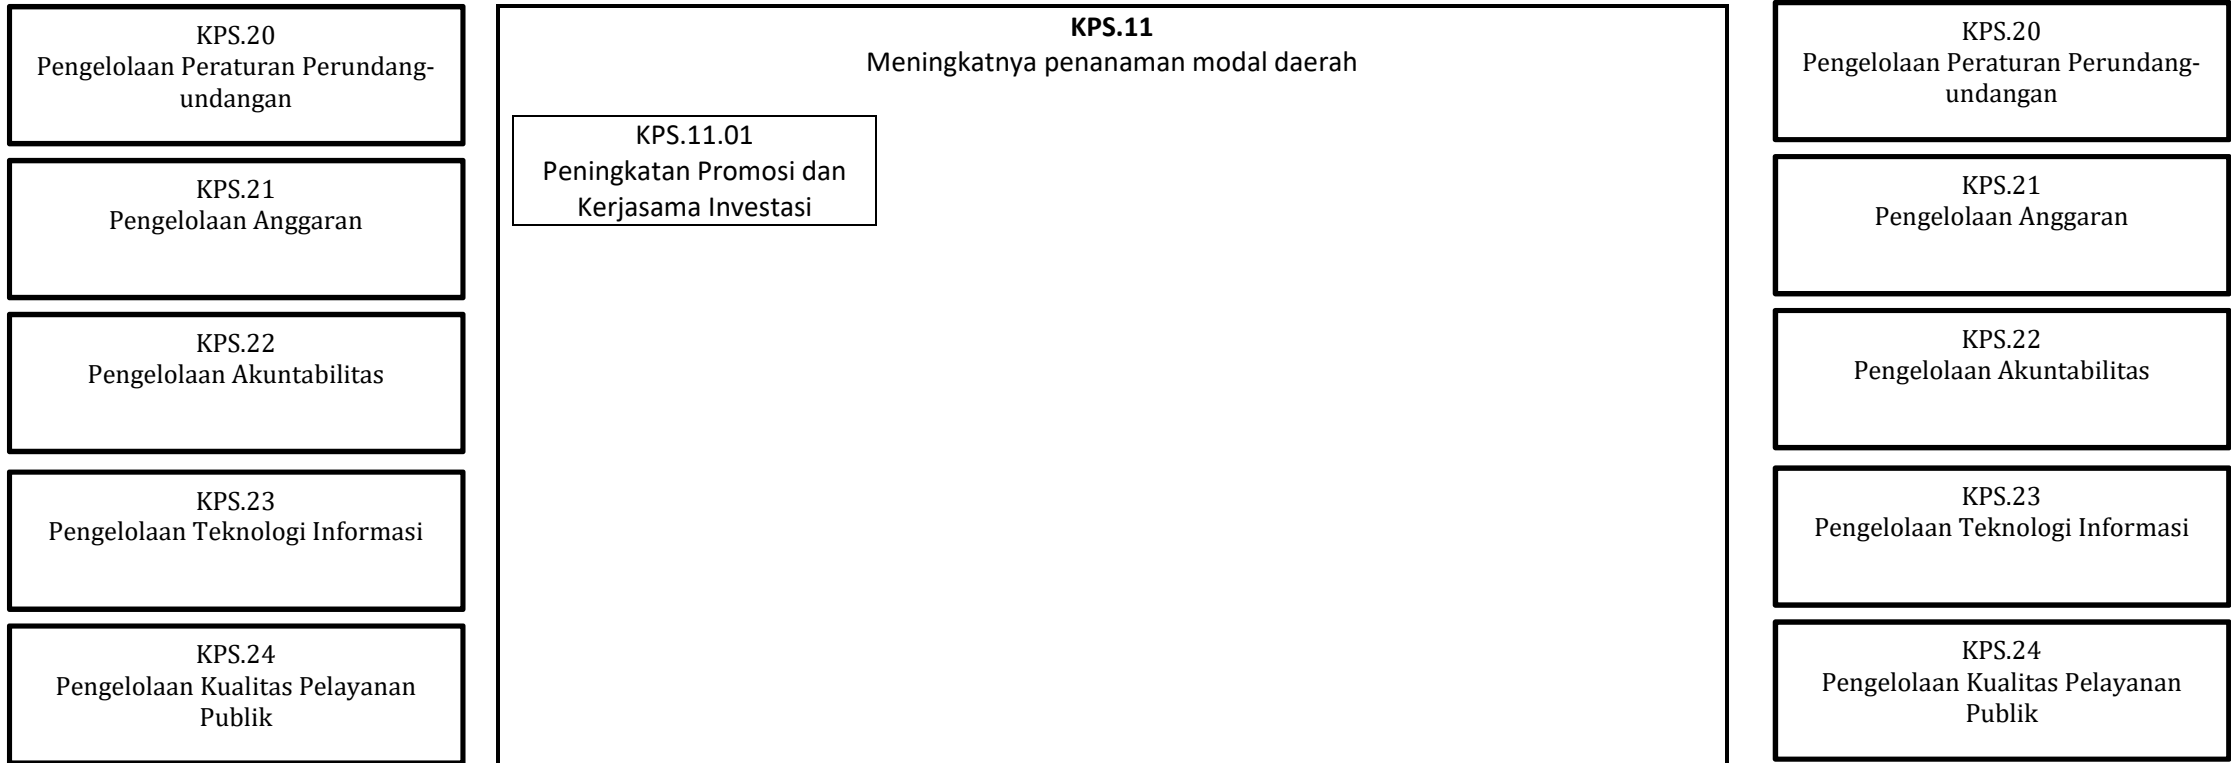 KPS.20
Pengelolaan Peraturan Perundang-
undangan
KPS.21
Pengelolaan Anggaran
KPS.22
Pengelolaan Akuntabilitas
KPS.23
Pengelolaan Teknologi Informasi
KPS.24
Pengelolaan Kualitas Pelayanan
Publik
KPS.11
Meningkatnya penanaman modal daerah
KPS.11.01
Peningkatan Promosi dan
Kerjasama Investasi
KPS.20
Pengelolaan Peraturan Perundang-
undangan
KPS.21
Pengelolaan Anggaran
KPS.22
Pengelolaan Akuntabilitas
KPS.23
Pengelolaan Teknologi Informasi
KPS.24
Pengelolaan Kualitas Pelayanan
Publik